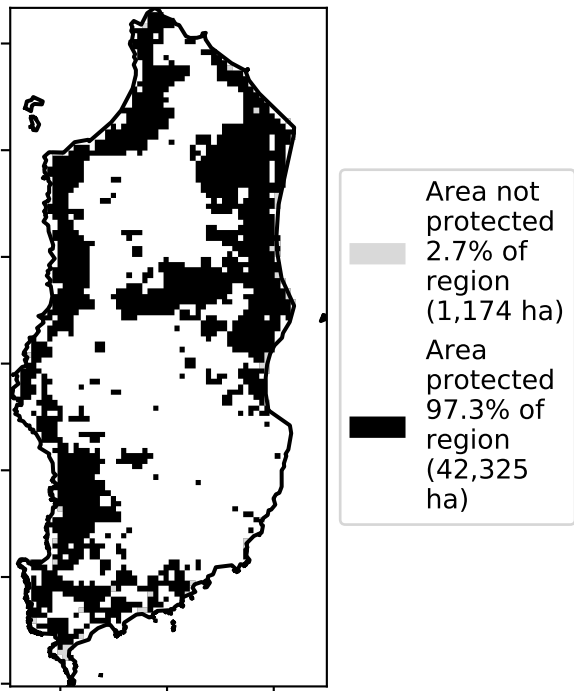 Area not
protected
2.7% of
region
(1,174 ha)
Area
protected
97.3% of
region
(42,325
ha)